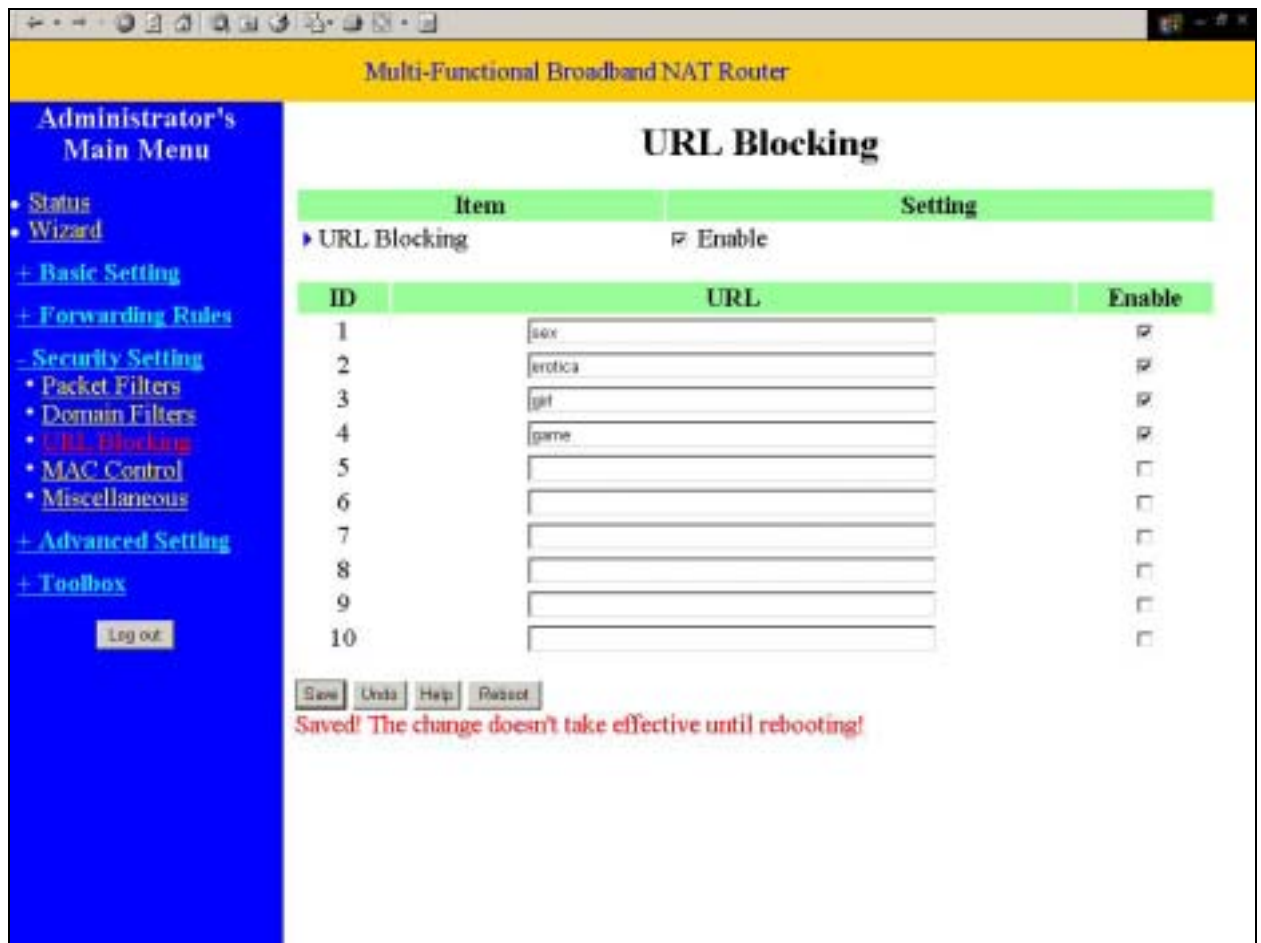 Multi-Functional Broadband NAT Router
Administrator's
Main Menu
Status
Wizard
+ Basic Setting
+ Forwarding Rules
- Security Setting
Packet Filters
Domain Filters
URL Blocking
MAC Control
Miscellaneous
+ Advanced Setting
+ Toolbox
Log out
URL Blocking
Item Setting
URL Blocking Enable
ID URL Enable
1 sex
2 erotica
3 girl
4 game
5
6
7
8
9
10
Save Undo Help Reboot
Saved! The change doesn't take effective until rebooting!